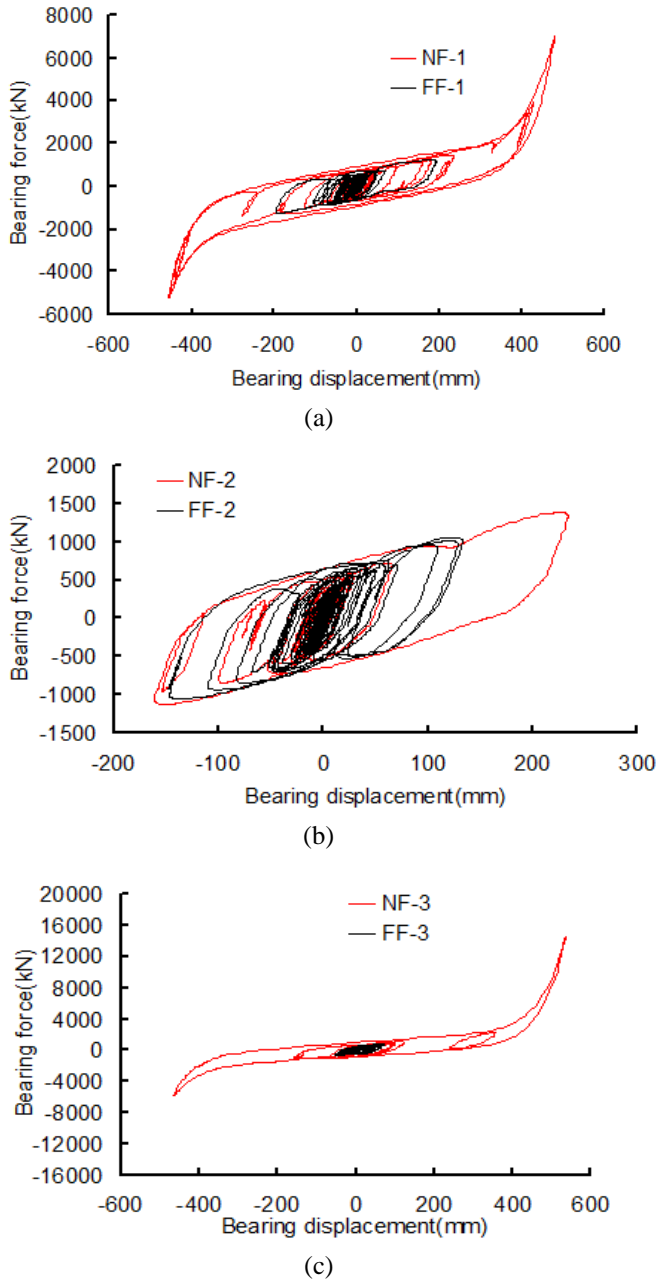 8000
6000
4000
2000
0
-2000
-4000
-6000
Bearing force(kN)
NF-1
FF-1
-600 -400 -200 0 200 400 600
Bearing displacement(mm)
(a)
2000
1500
1000
500
0
-500
-1000
-1500
Bearing force(kN)
NF-2
FF-2
-200 -100 0 100 200 300
Bearing displacement(mm)
(b)
20000
16000
12000
8000
4000
0
-4000
-8000
-12000
-16000
Bearing force(kN)
NF-3
FF-3
-600 -400 -200 0 200 400 600
Bearing displacement(mm)
(c)